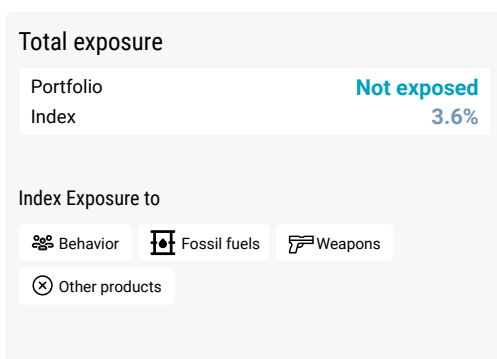 Total exposure
Portfolio Not exposed
Index 3.6%
Index Exposure to
Behavior Fossil fuels Weapons
Other products